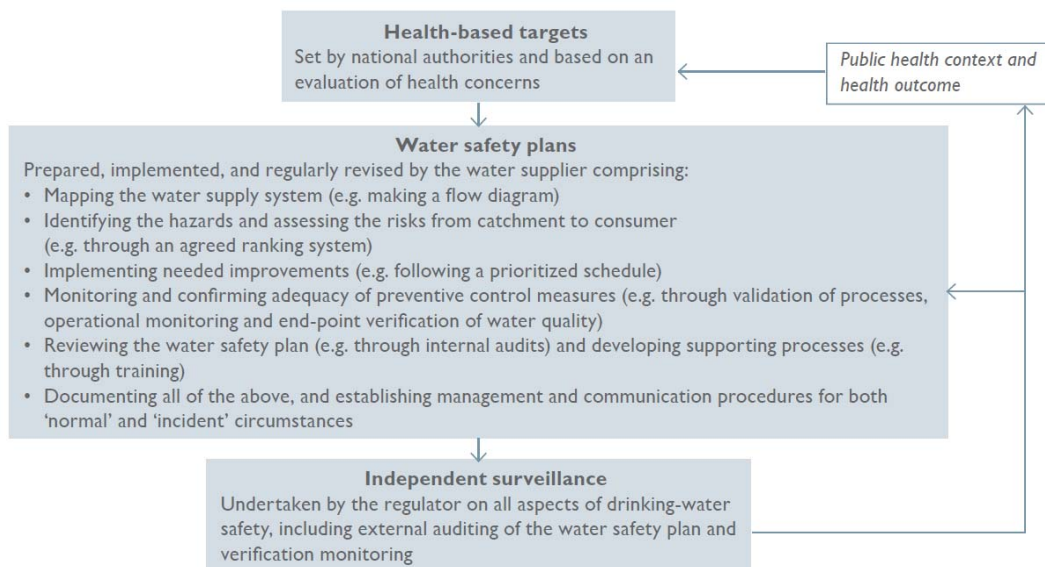 Health-based targets
Set by national authorities and based on an
evaluation of health concerns
Public health context and
health outcome
Water safety plans
Prepared, implemented, and regularly revised by the water supplier comprising:
• Mapping the water supply system (e.g. making a flow diagram)
• Identifying the hazards and assessing the risks from catchment to consumer
(e.g. through an agreed ranking system)
• Implementing needed improvements (e.g. following a prioritized schedule)
• Monitoring and confirming adequacy of preventive control measures (e.g. through validation of processes,
operational monitoring and end-point verification of water quality)
• Reviewing the water safety plan (e.g. through internal audits) and developing supporting processes (e.g.
through training)
• Documenting all of the above, and establishing management and communication procedures for both
‘normal’ and ‘incident’ circumstances
Independent surveillance
Undertaken by the regulator on all aspects of drinking-water
safety, including external auditing of the water safety plan and
verification monitoring